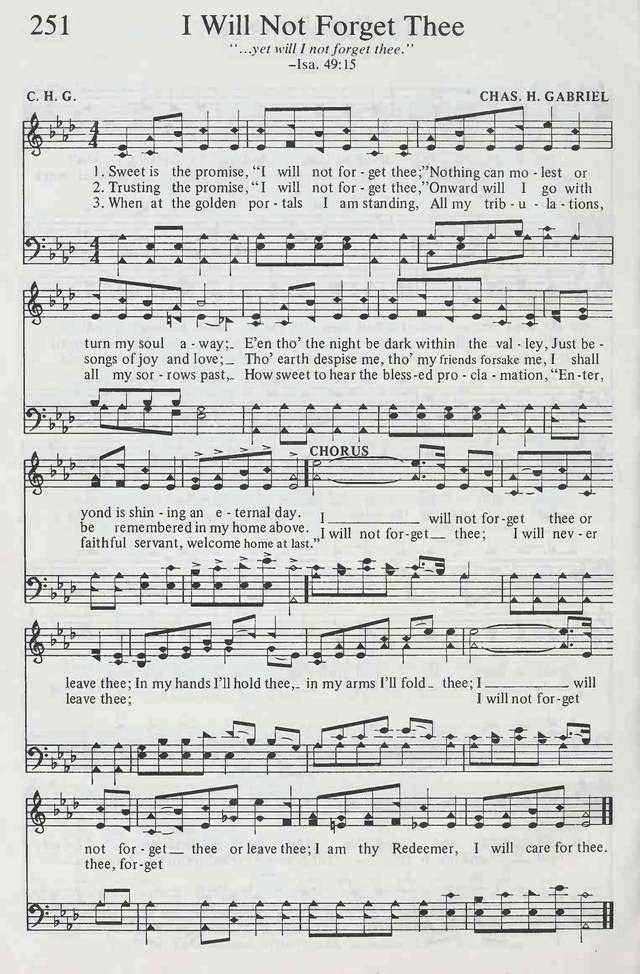 251 I Will Not Forget Thee
"...yet will I not forget thee."
–Isa. 49:15
C. H. G. CHAS. H. GABRIEL
1. Sweet is the promise, "I will not for - get thee;"Nothing can mo - lest or
2. Trusting the promise, "I will not for - get thee,"Onward will I go with
3. When at the golden por - tals I am standing, All my trib - u - la - tions,
turn my soul a - way;_ E'en tho' the night be dark within the val - ley, Just be -
songs of joy and love;_ Tho' earth despise me, tho' my friends forsake me, I shall
all my sor - rows past,_ How sweet to hear the bless - ed pro - cla - mation, "En - ter,
CHORUS
yond is shin - ing an e - ternal day. I ____________ will not for - get thee or
be remembered in my home above. I will not for - get__ thee; I will nev - er
faithful servant, welcome home at last."
leave thee; In my hands I'll hold thee,_ in my arms I'll fold_ thee; I ___________ will
leave thee; I will not for - get
not for - get__ thee or leave thee; I am thy Redeemer, I will care for thee.
thee, for - get